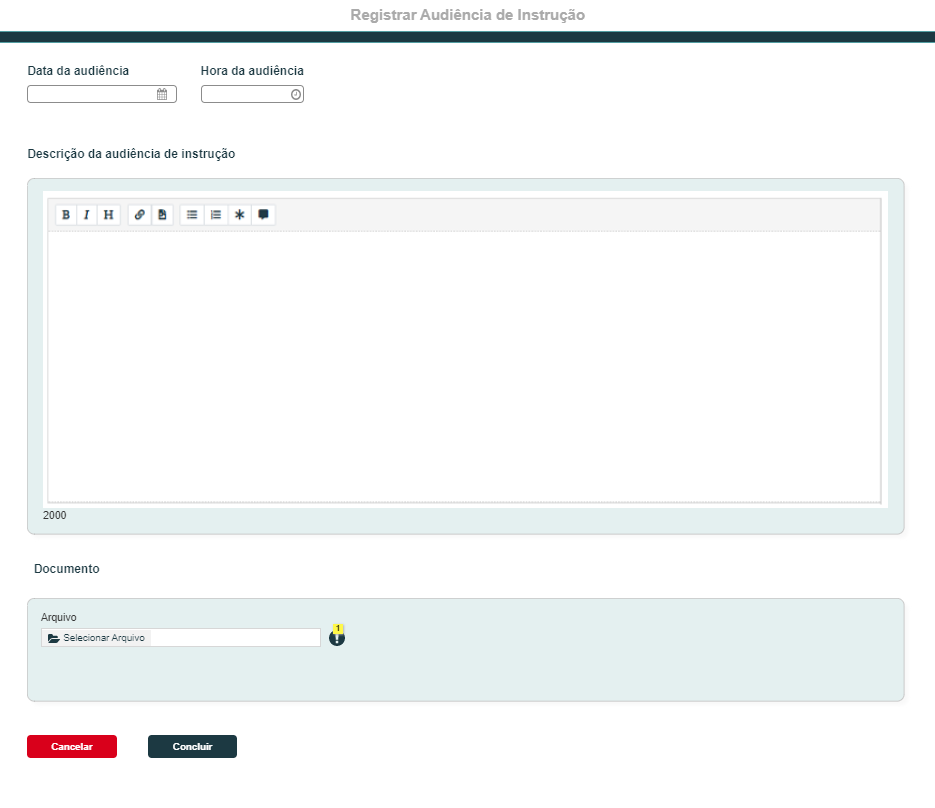 Registrar Audiência de Instrução
Data da audiência
Hora da audiência
Descrição da audiência de instrução
B I H
2000
Documento
Arquivo
Selecionar Arquivo
1
Cancelar
Concluir